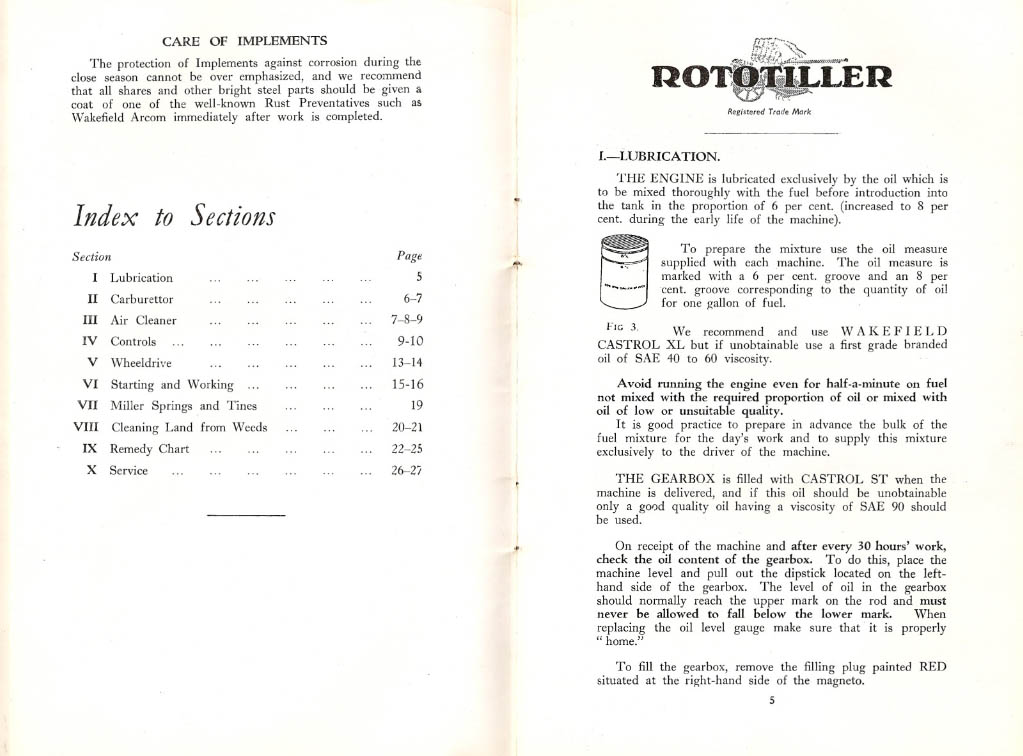 CARE OF IMPLEMENTS
The protection of Implements against corrosion during the
close season cannot be over emphasized, and we recommend
that all shares and other bright steel parts should be given a
coat of one of the well-known Rust Preventatives such as
Wakefield Arcom immediately after work is completed.
Index to Sections
Section Page
I Lubrication ... ... ... ... ... 5
II Carburettor ... ... ... ... ... 6–7
III Air Cleaner ... ... ... ... ... 7–8–9
IV Controls ... ... ... ... ... ... 9-10
V Wheeldrive ... ... ... ... ... 13–14
VI Starting and Working ... ... ... ... 15-16
VII Miller Springs and Tines ... ... ... 19
VIII Cleaning Land from Weeds ... ... ... 20–21
IX Remedy Chart ... ... ... ... ... 22–25
X Service ... ... ... ... ... ... 26–27
ROTOTILLER
Registered Trade Mark
I.—LUBRICATION.
THE ENGINE is lubricated exclusively by the oil which is
to be mixed thoroughly with the fuel before introduction into
the tank in the proportion of 6 per cent. (increased to 8 per
cent. during the early life of the machine).
To prepare the mixture use the oil measure
supplied with each machine. The oil measure is
marked with a 6 per cent. groove and an 8 per
cent. groove corresponding to the quantity of oil
for one gallon of fuel.
FIG 3.
We recommend and use WAKEFIELD
CASTROL XL but if unobtainable use a first grade branded
oil of SAE 40 to 60 viscosity.
Avoid running the engine even for half-a-minute on fuel
not mixed with the required proportion of oil or mixed with
oil of low or unsuitable quality.
It is good practice to prepare in advance the bulk of the
fuel mixture for the day's work and to supply this mixture
exclusively to the driver of the machine.
THE GEARBOX is filled with CASTROL ST when the
machine is delivered, and if this oil should be unobtainable
only a good quality oil having a viscosity of SAE 90 should
be used.
On receipt of the machine and after every 30 hours' work,
check the oil content of the gearbox. To do this, place the
machine level and pull out the dipstick located on the left-
hand side of the gearbox. The level of oil in the gearbox
should normally reach the upper mark on the rod and must
never be allowed to fall below the lower mark. When
replacing the oil level gauge make sure that it is properly
“ home.”
To fill the gearbox, remove the filling plug painted RED
situated at the right-hand side of the magneto.
5